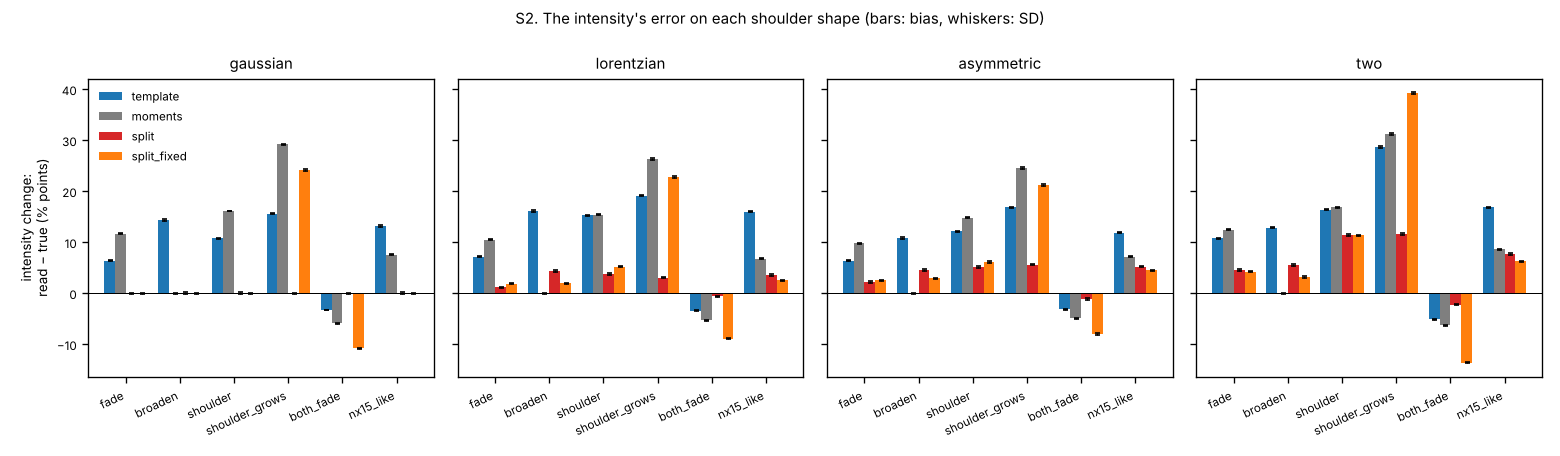 S2. The intensity's error on each shoulder shape (bars: bias, whiskers: SD)
gaussian
lorentzian
asymmetric
two
intensity change:
read − true (% points)
40
30
20
10
0
−10
template
moments
split
split_fixed
fade
broaden
shoulder
shoulder_grows
both_fade
nx15_like
fade
broaden
shoulder
shoulder_grows
both_fade
nx15_like
fade
broaden
shoulder
shoulder_grows
both_fade
nx15_like
fade
broaden
shoulder
shoulder_grows
both_fade
nx15_like